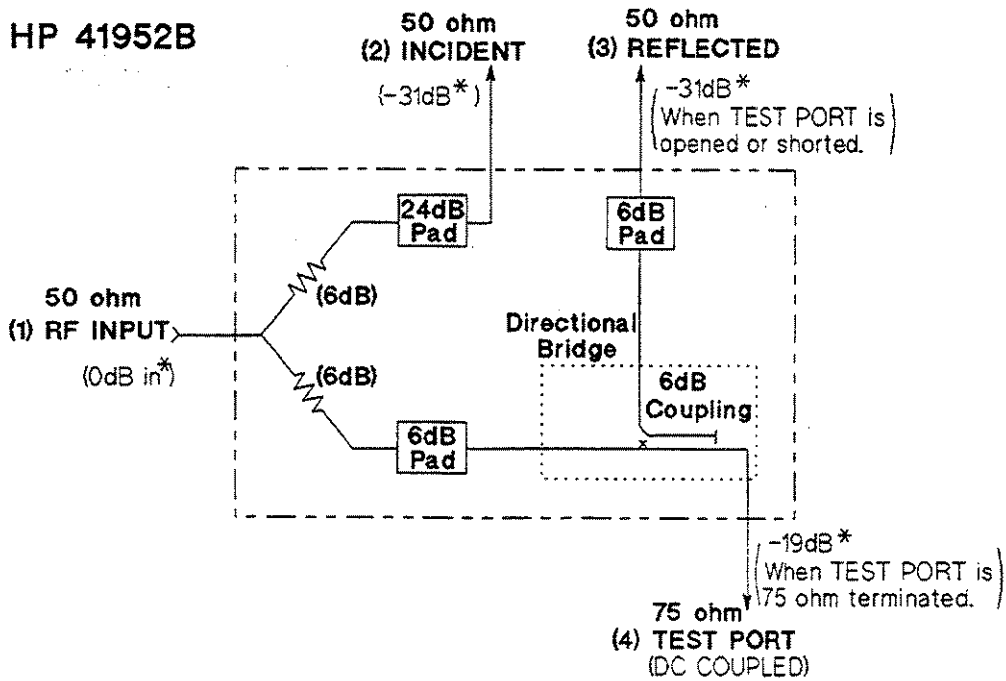 HP 41952B
50 ohm
(2) INCIDENT
(-31dB*)
50 ohm
(3) REFLECTED
-31dB*
(When TEST PORT is
opened or shorted.)
24dB
Pad
6dB
Pad
(6dB)
50 ohm
(1) RF INPUT
(0dB in*)
(6dB)
Directional
Bridge
6dB
Coupling
6dB
Pad
-19dB*
(When TEST PORT is
75 ohm terminated.)
75 ohm
(4) TEST PORT
(DC COUPLED)